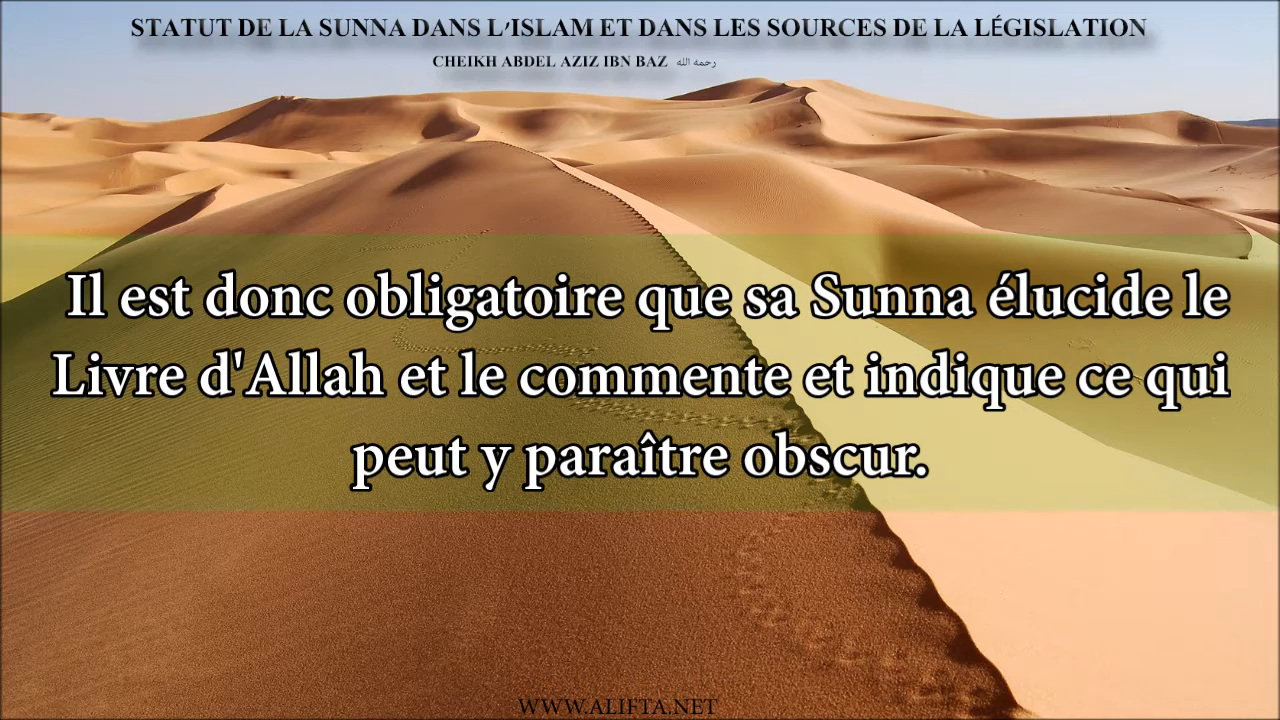 STATUT DE LA SUNNA DANS L'ISLAM ET DANS LES SOURCES DE LA LÉGISLATION
CHEIKH ABDEL AZIZ IBN BAZ رحمه الله
Il est donc obligatoire que sa Sunna élucide le
Livre d'Allah et le commente et indique ce qui
peut y paraître obscur.
WWW.ALIFTA.NET